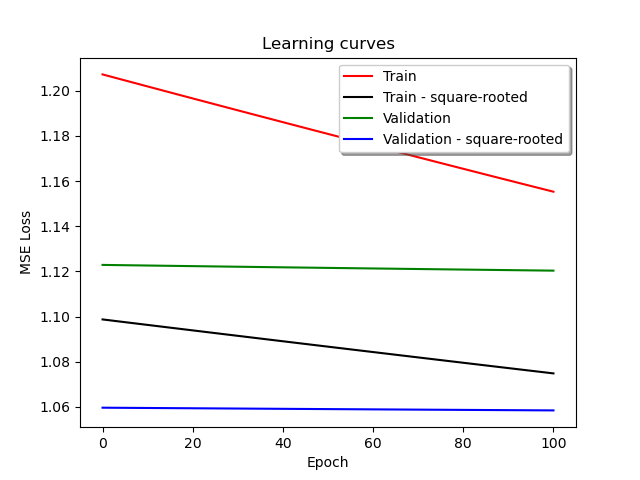 Learning curves
Train
Train - square-rooted
Validation
Validation - square-rooted
MSE Loss
1.20
1.18
1.16
1.14
1.12
1.10
1.08
1.06
0 20 40 60 80 100
Epoch